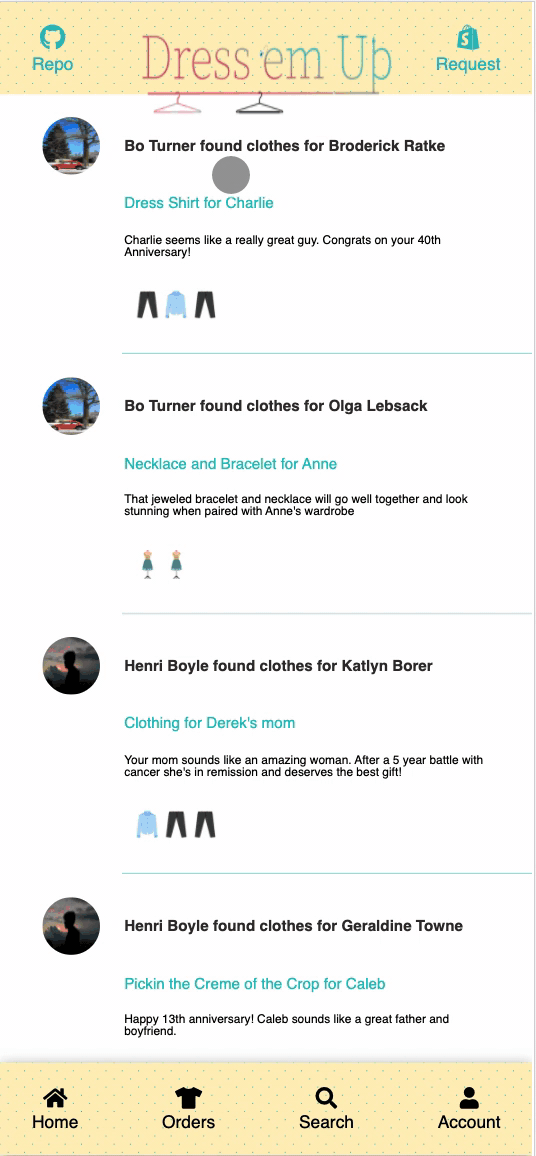 Repo
Dress 'em Up
Request
Bo Turner found clothes for Broderick Ratke
Dress Shirt for Charlie
Charlie seems like a really great guy. Congrats on your 40th
Anniversary!
Bo Turner found clothes for Olga Lebsack
Necklace and Bracelet for Anne
That jeweled bracelet and necklace will go well together and look
stunning when paired with Anne's wardrobe
Henri Boyle found clothes for Katlyn Borer
Clothing for Derek's mom
Your mom sounds like an amazing woman. After a 5 year battle with
cancer she's in remission and deserves the best gift!
Henri Boyle found clothes for Geraldine Towne
Pickin the Creme of the Crop for Caleb
Happy 13th anniversary! Caleb sounds like a great father and
boyfriend.
Home
Orders
Search
Account